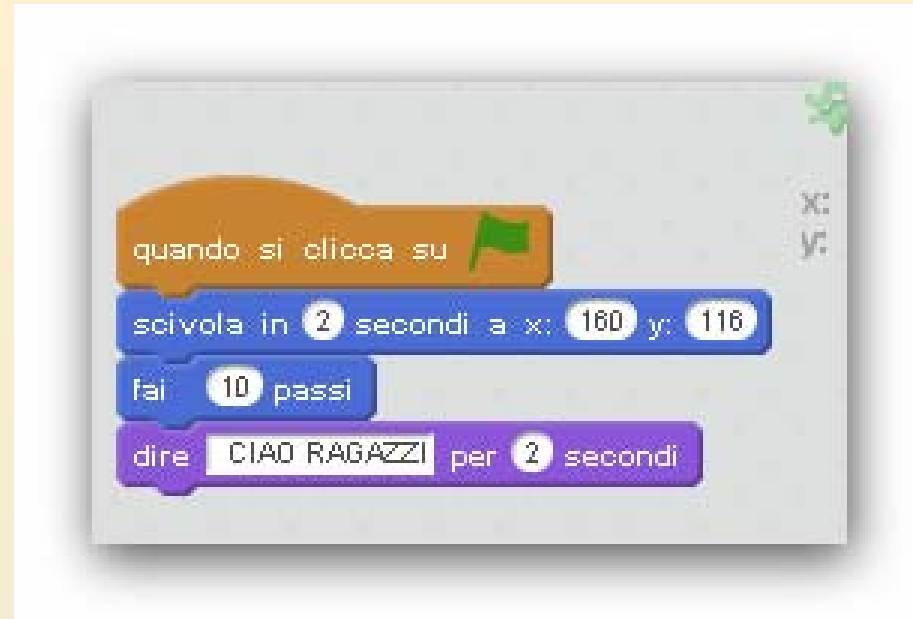 x:
y:
quando si clicca su
scivola in 2 secondi a x: 160 y: 116
fai 10 passi
dire CIAO RAGAZZI per 2 secondi